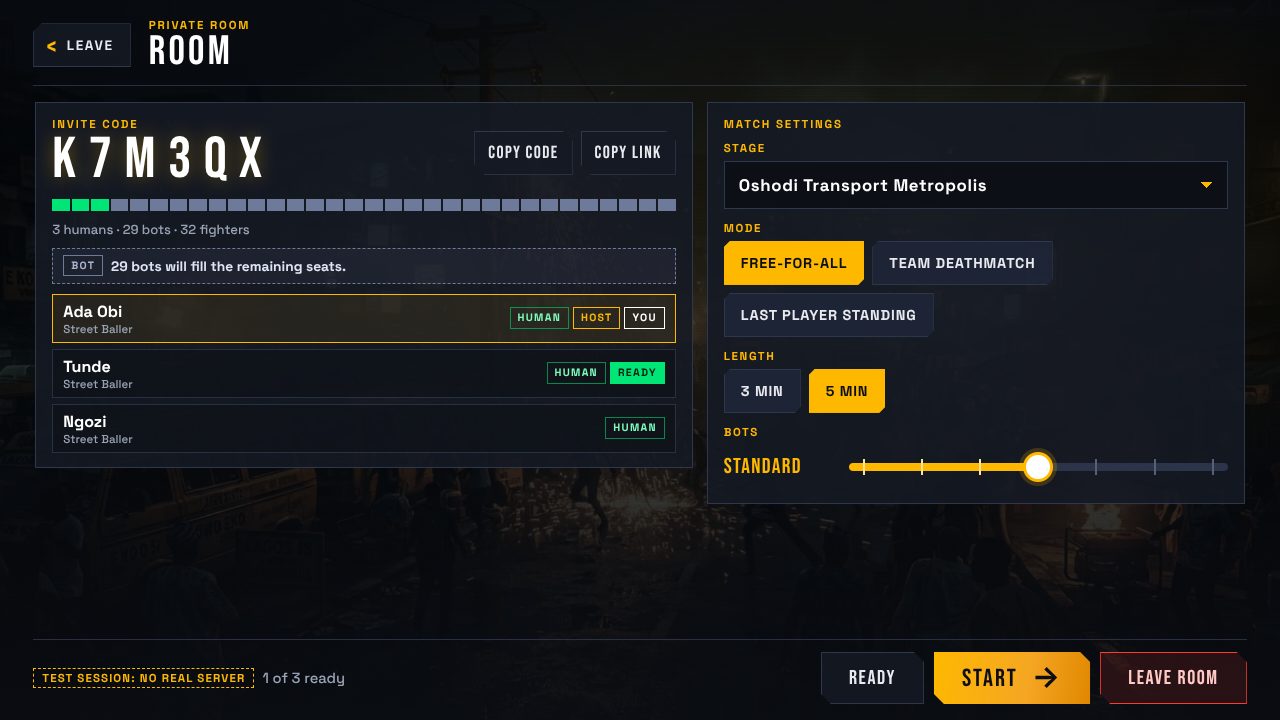 < LEAVE
PRIVATE ROOM
ROOM
INVITE CODE
K7M3QX
COPY CODE
COPY LINK
3 humans · 29 bots · 32 fighters
BOT 29 bots will fill the remaining seats.
Ada Obi
Street Baller
HUMAN HOST YOU
Tunde
Street Baller
HUMAN READY
Ngozi
Street Baller
HUMAN
MATCH SETTINGS
STAGE
Oshodi Transport Metropolis
MODE
FREE-FOR-ALL
TEAM DEATHMATCH
LAST PLAYER STANDING
LENGTH
3 MIN
5 MIN
BOTS
STANDARD
TEST SESSION: NO REAL SERVER
1 of 3 ready
READY
START →
LEAVE ROOM